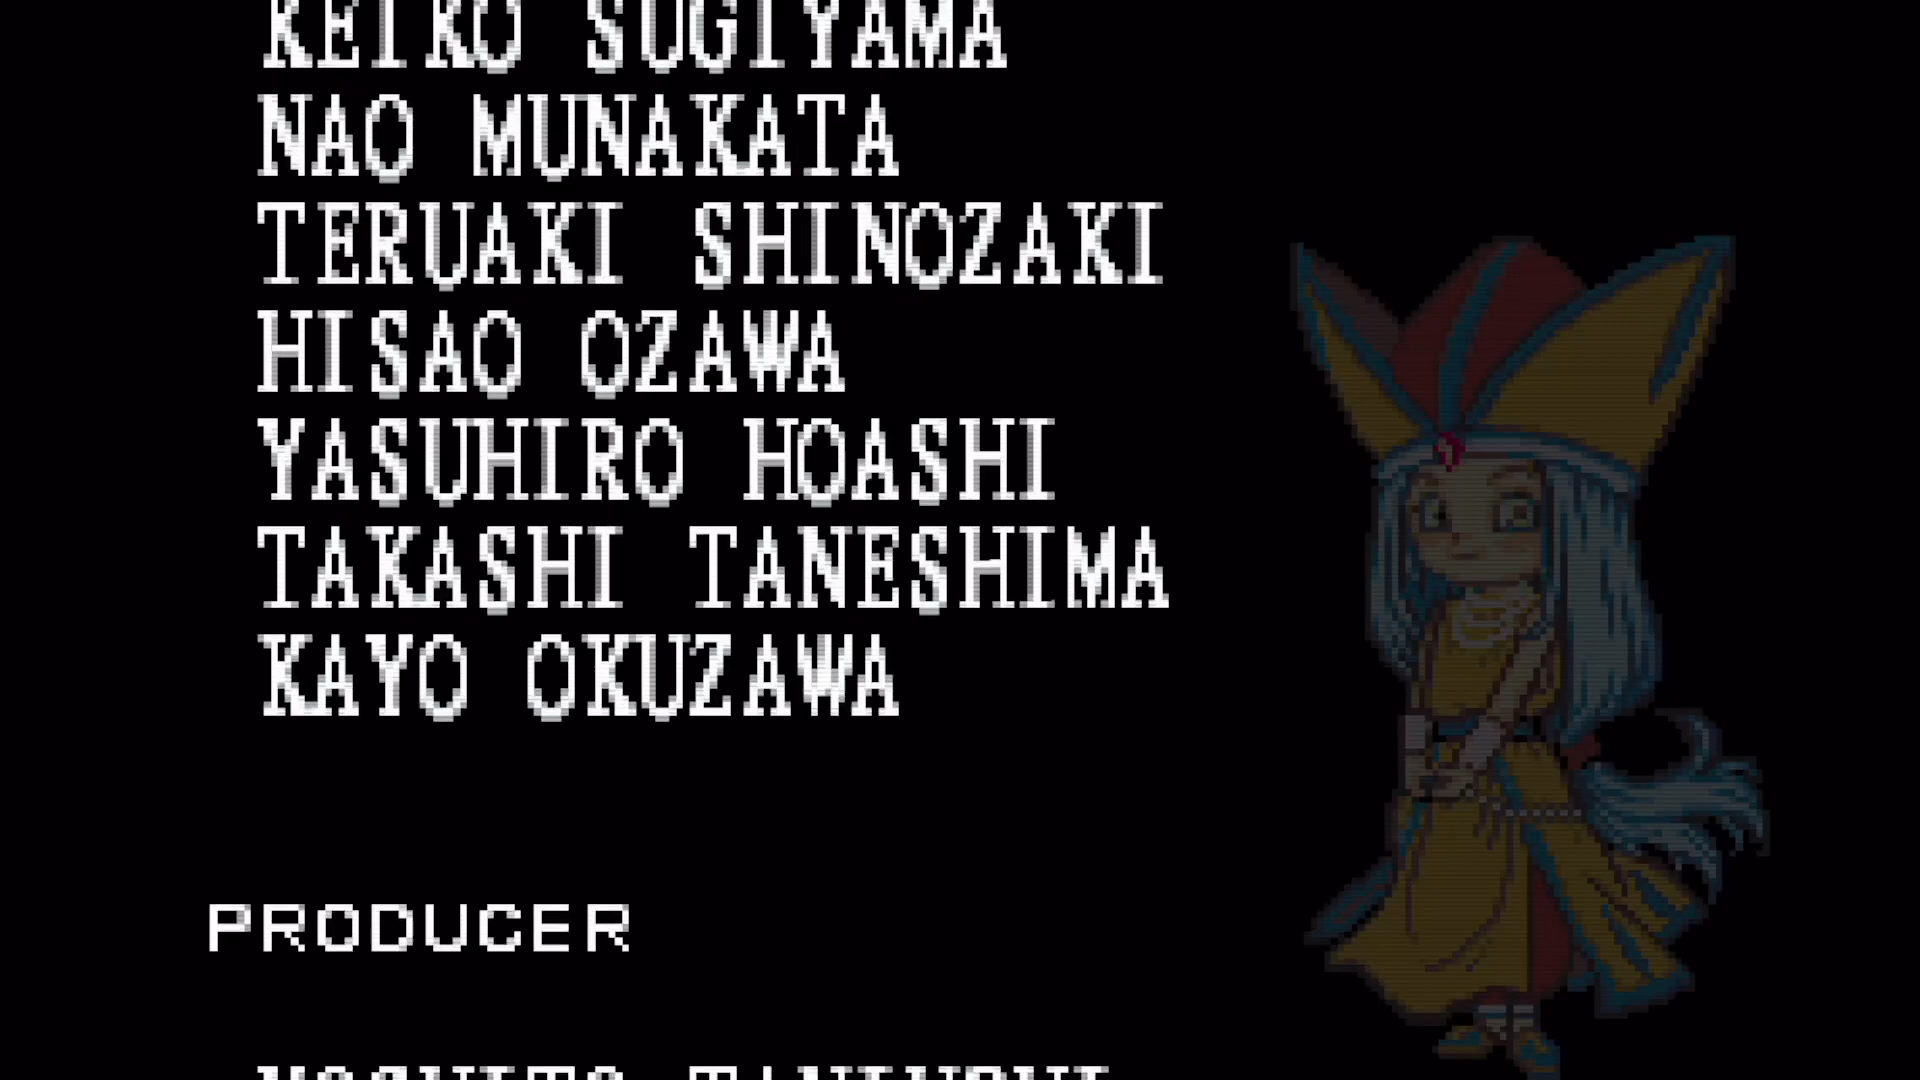 KEIKO SUGIYAMA
NAO MUNAKATA
TERUAKI SHINOZAKI
HISAO OZAWA
YASUHIRO HOASHI
TAKASHI TANESHIMA
KAYO OKUZAWA
PRODUCER